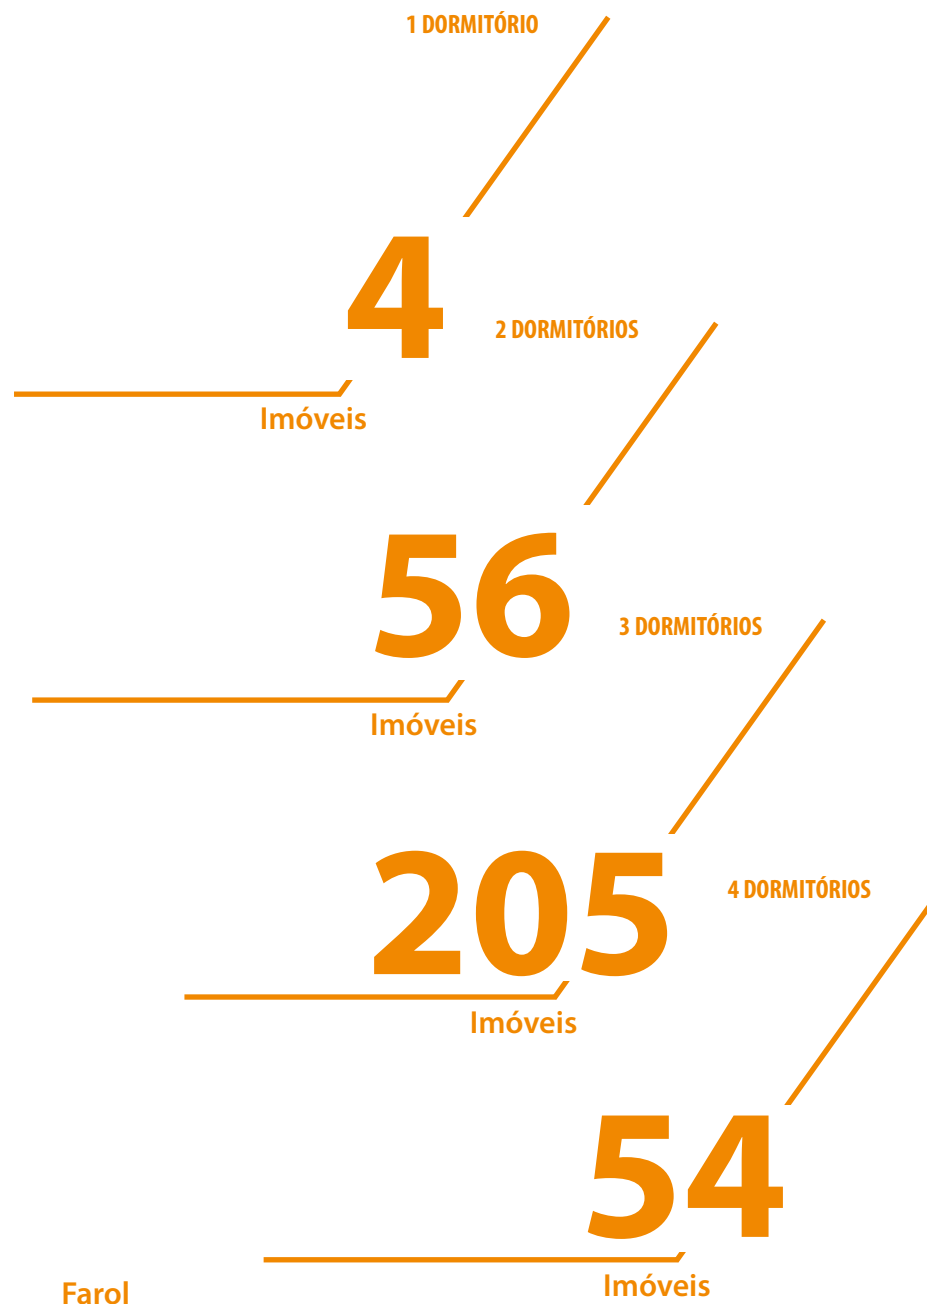 1 DORMITÓRIO
4
2 DORMITÓRIOS
Imóveis
56
3 DORMITÓRIOS
Imóveis
205
4 DORMITÓRIOS
Imóveis
54
Imóveis
Farol